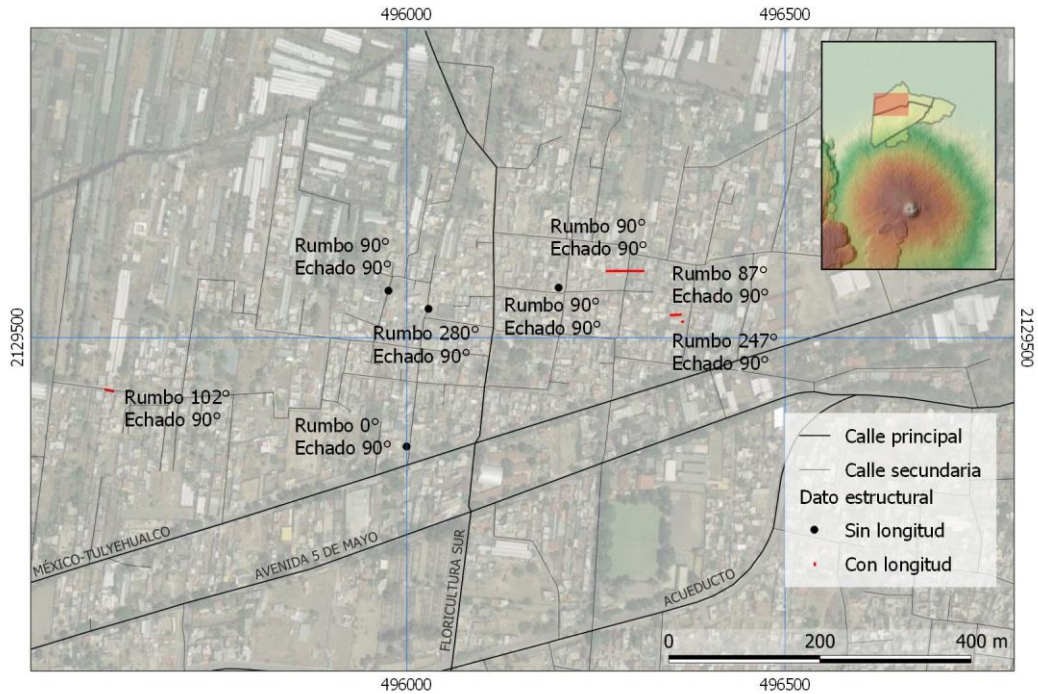 496000
496500
2129500
2129500
Rumbo 90°
Echado 90°
Rumbo 90°
Echado 90°
Rumbo 87°
Echado 90°
Rumbo 90°
Echado 90°
Rumbo 280°
Echado 90°
Rumbo 247°
Echado 90°
Rumbo 102°
Echado 90°
Rumbo 0°
Echado 90°
MÉXICO-TULYEHUALCO
AVENIDA 5 DE MAYO
FLORICULTURA SUR
ACUEDUCTO
Calle principal
Calle secundaria
Dato estructural
Sin longitud
Con longitud
0 200 400 m
496000
496500